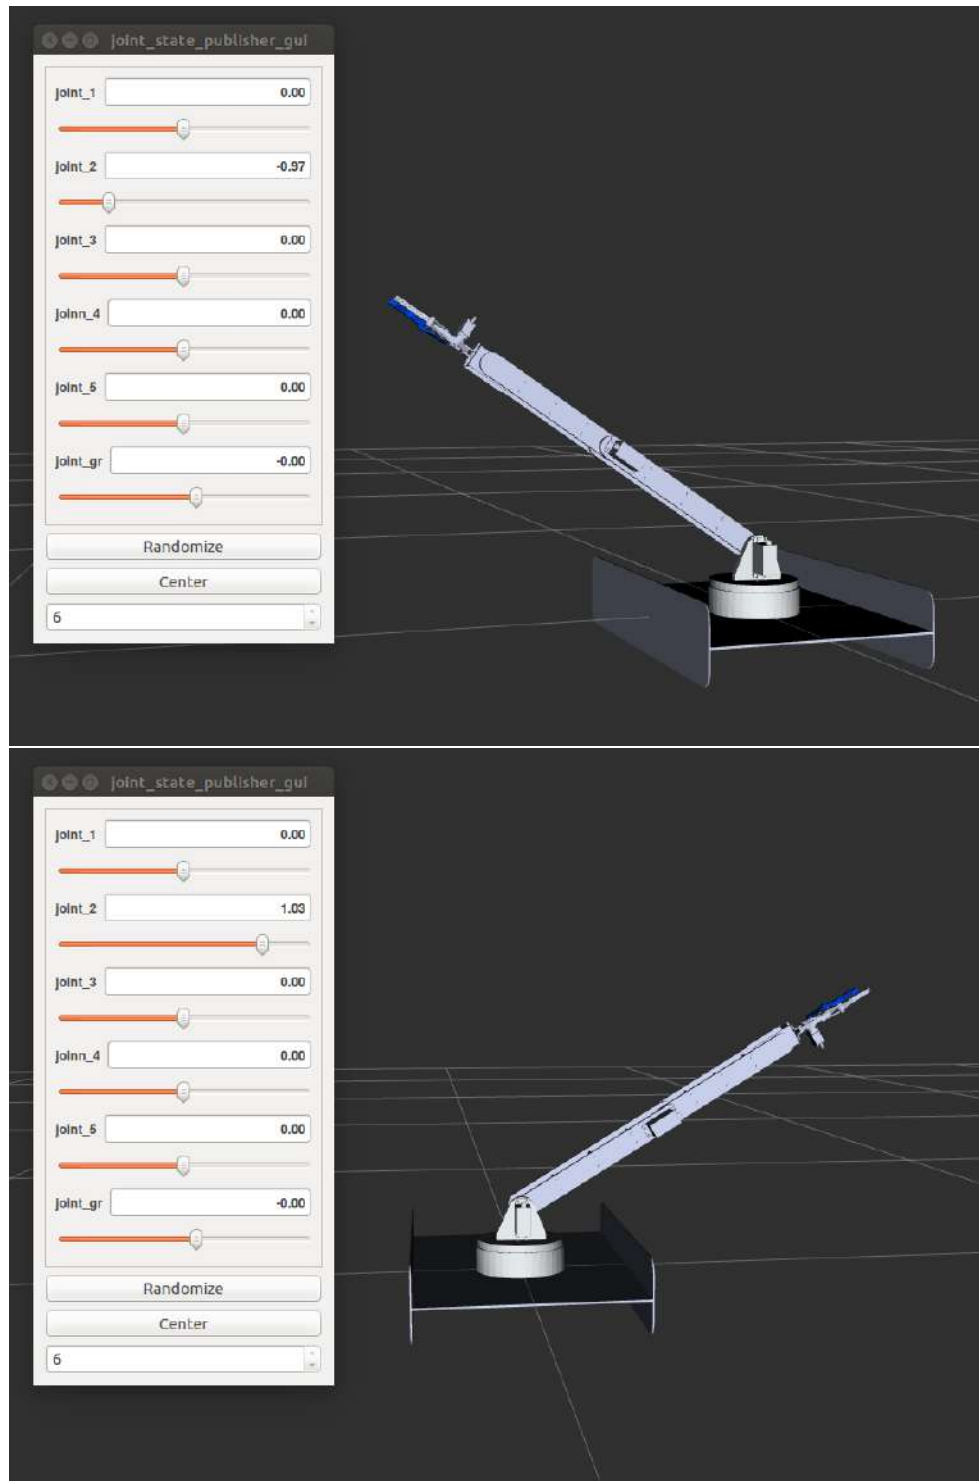 joint_state_publisher_gui
joint_1 0.00
joint_2 -0.97
joint_3 0.00
joinn_4 0.00
joint_5 0.00
joint_gr -0.00
Randomize
Center
6
joint_state_publisher_gui
joint_1 0.00
joint_2 1.03
joint_3 0.00
joinn_4 0.00
joint_5 0.00
joint_gr -0.00
Randomize
Center
6